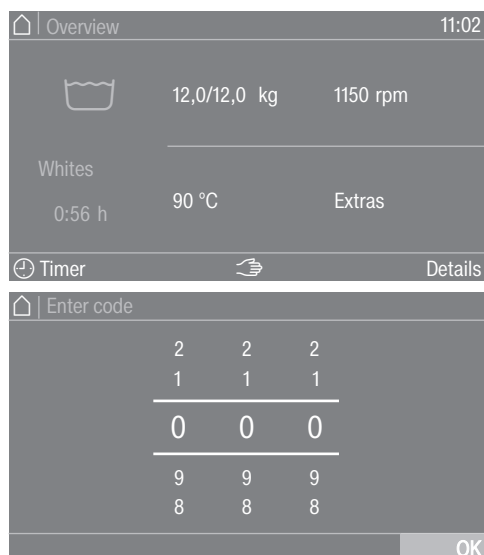 Overview 11:02
12,0/12,0 kg 1150 rpm
Whites
90 °C Extras
0:56 h
Timer Details
Enter code
2 2 2
1 1 1
0 0 0
9 9 9
8 8 8
OK